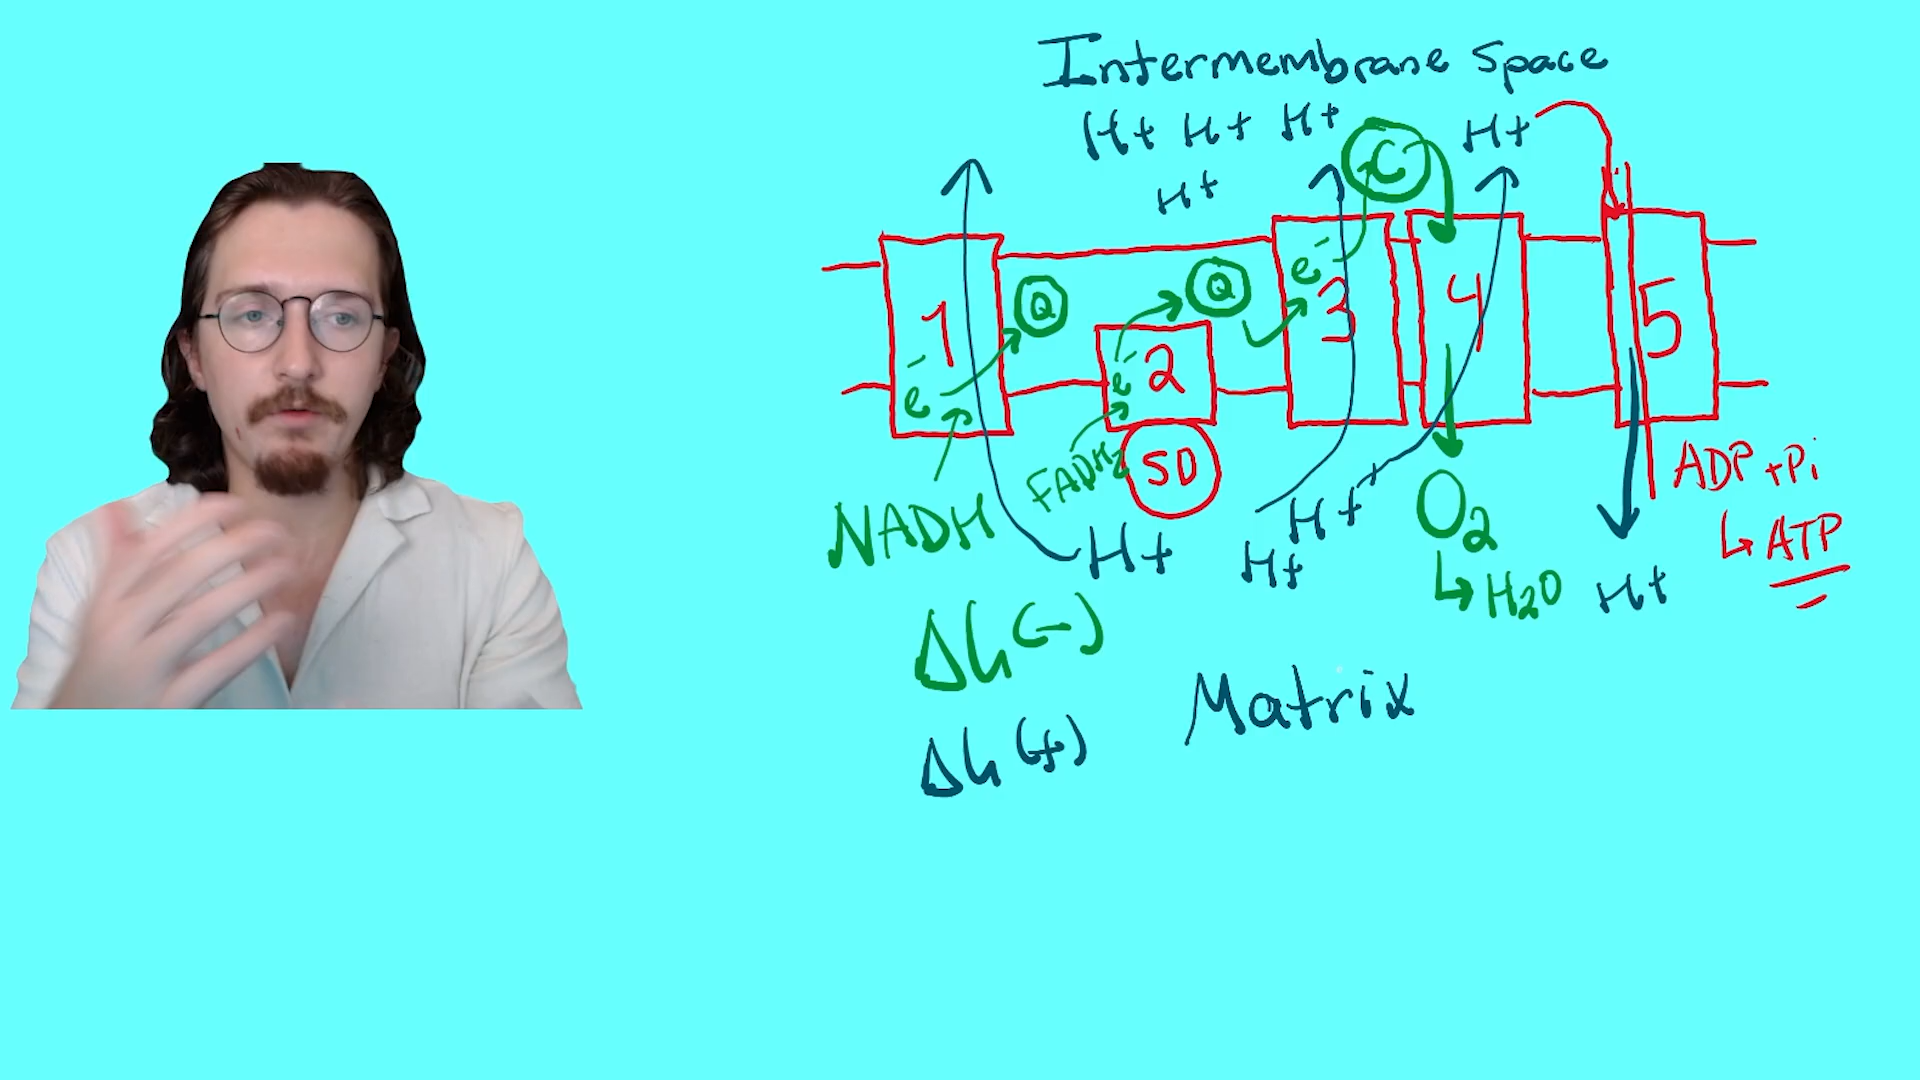 Intermembrane Space
H+ H+ H+ C H+
H+
1 Q Q e- 3 4 5
e- e- 2
NADH FADH2 SD
H+ H+ H+ O2 ADP + Pi
↳ H2O H+ ↳ ATP
ΔG (-)
ΔG (+)
Matrix